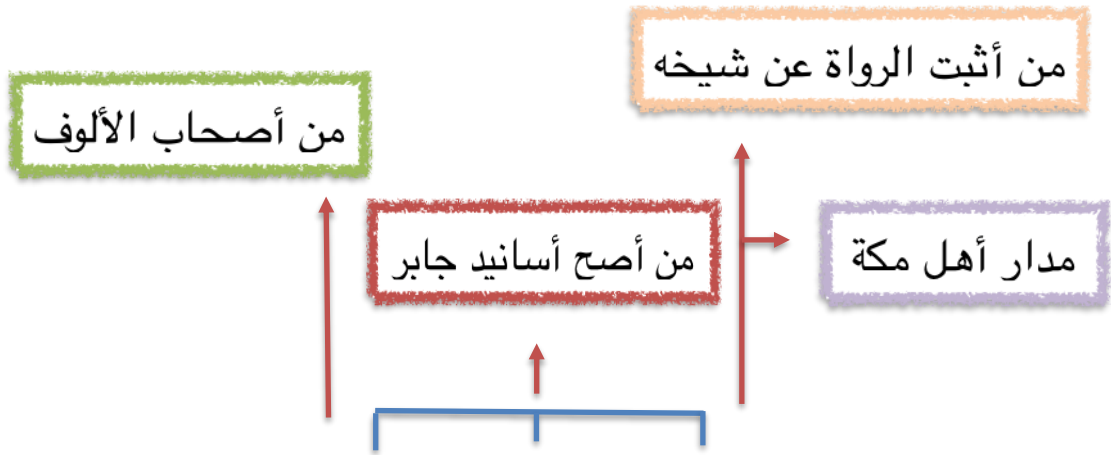 من أثبت الرواة عن شيخه
من أصحاب الألوف
من أصح أسانيد جابر
مدار أهل مكة